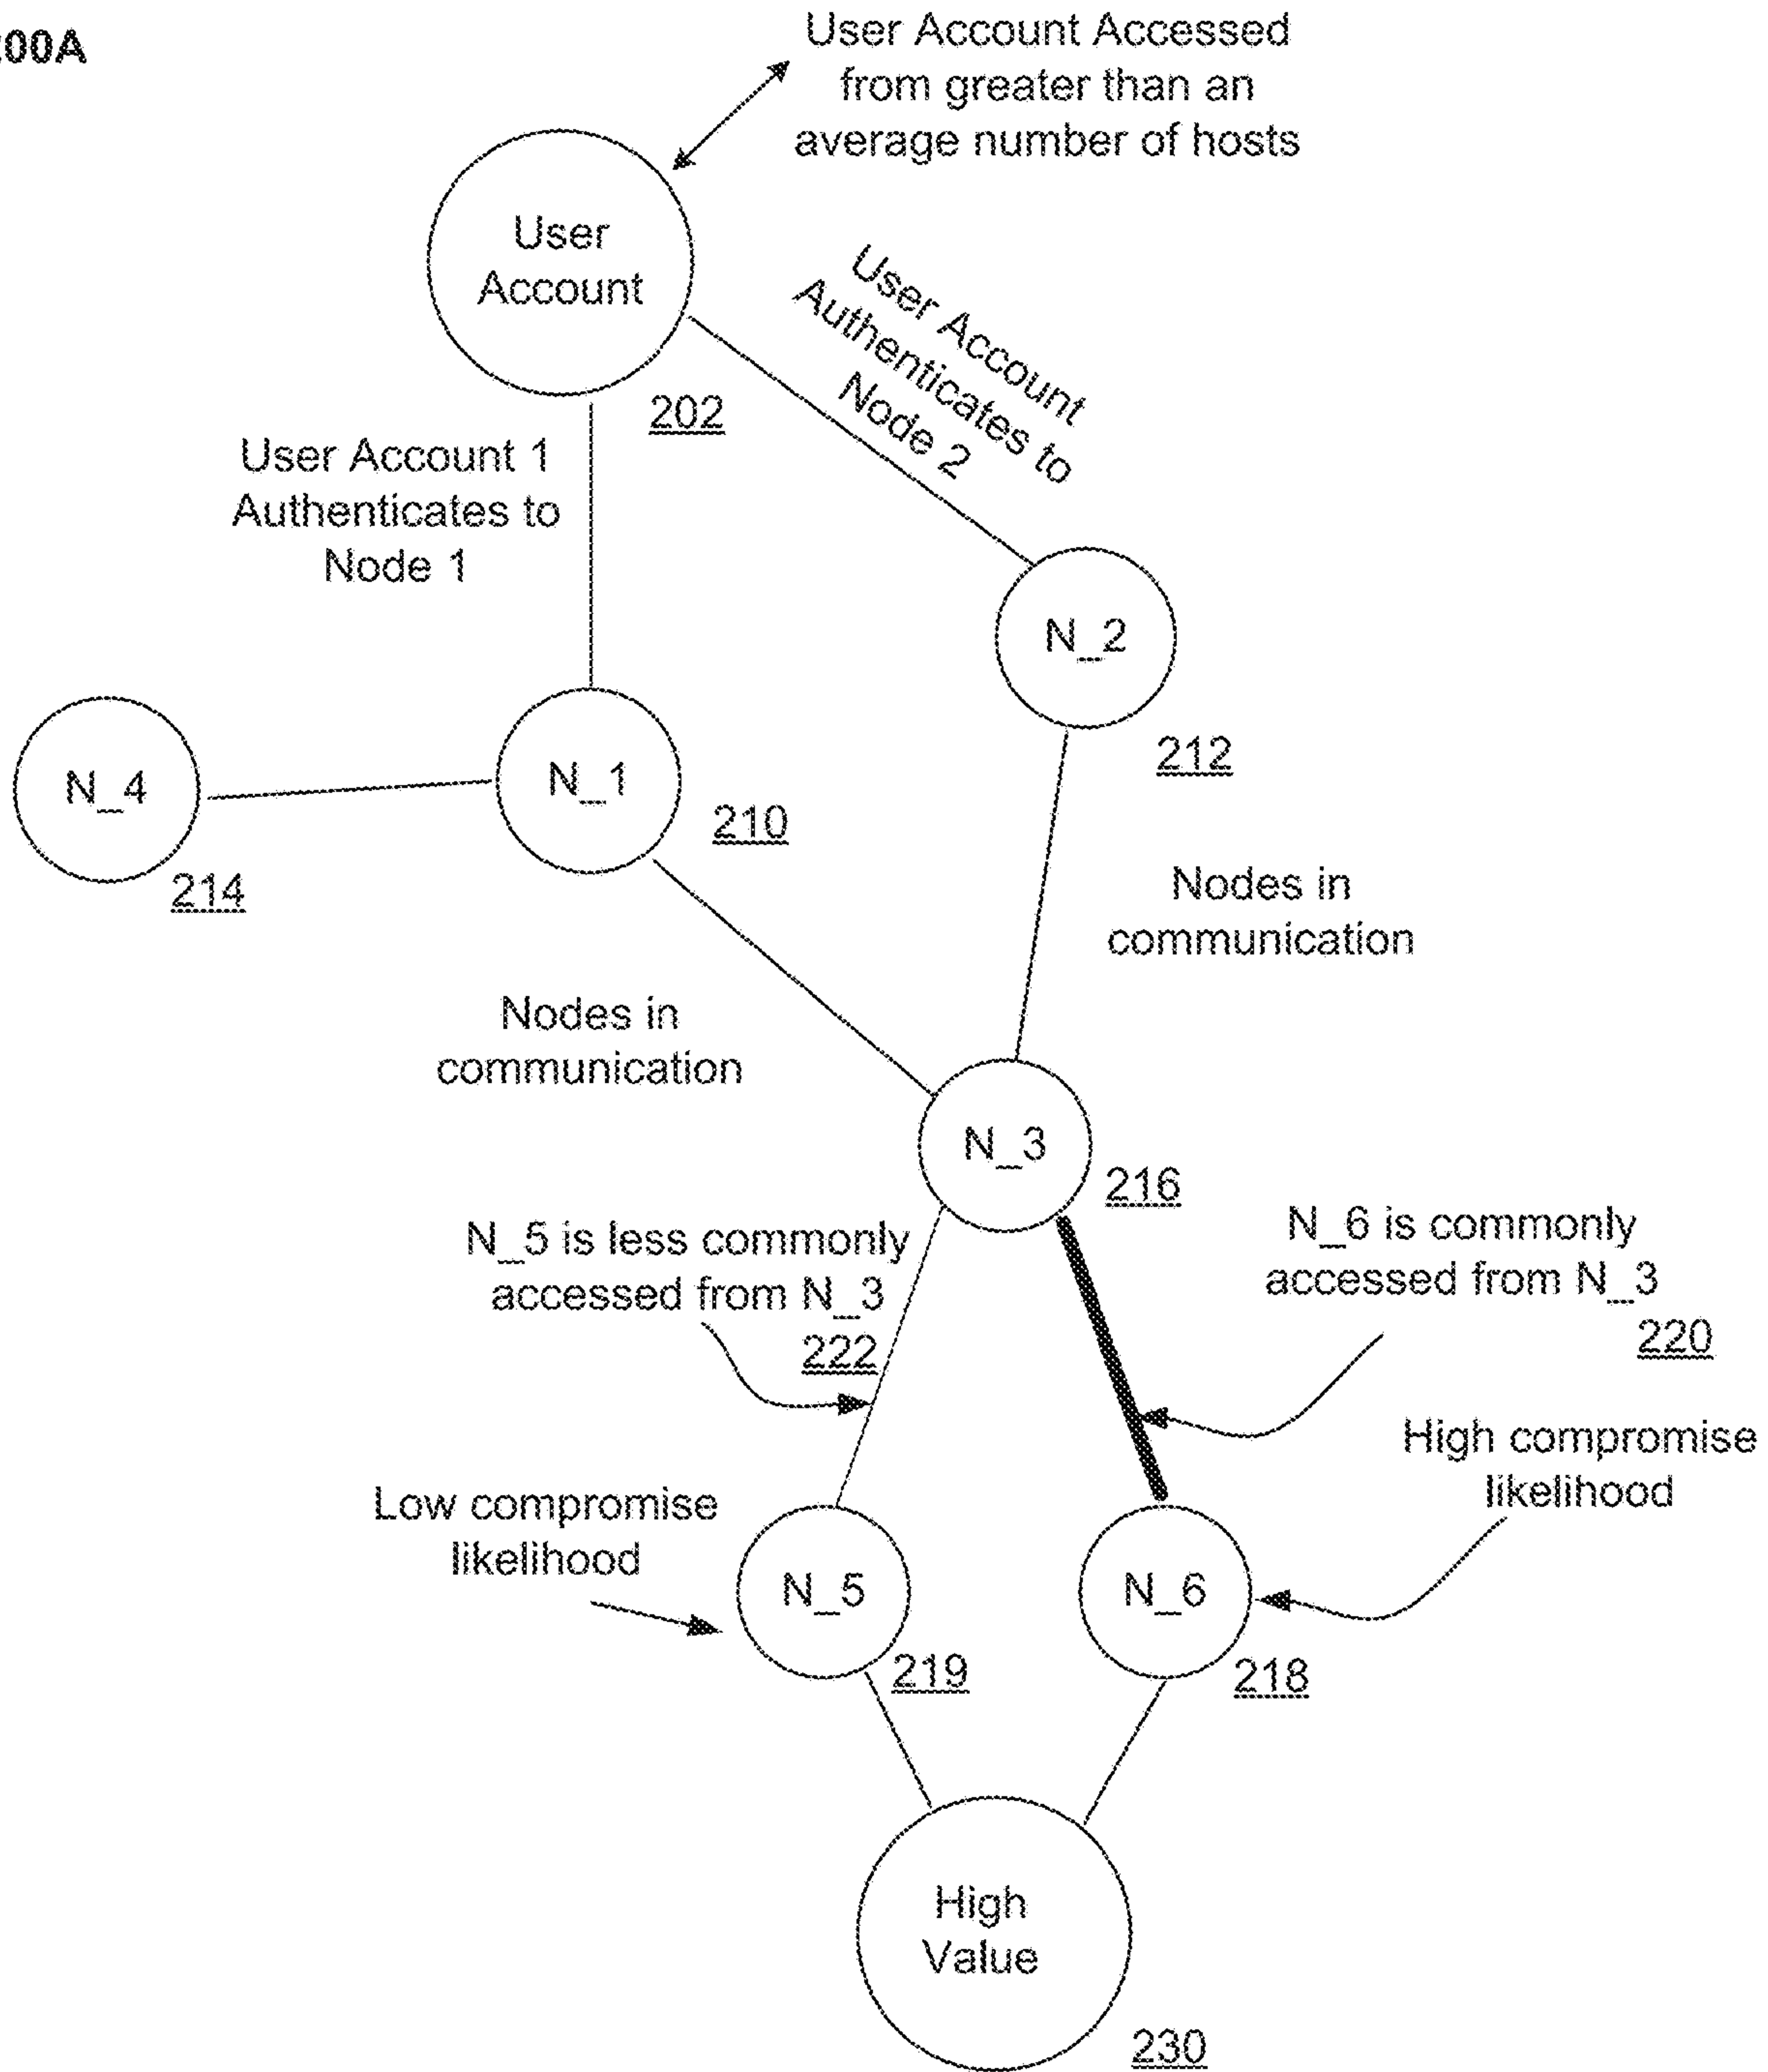 00A
User Account Accessed
from greater than an
average number of hosts
User
Account
202
User Account
Authenticates to
Node 2
User Account 1
Authenticates to
Node 1
N_2
212
N_4
214
N_1
210
Nodes in
communication
Nodes in
communication
N_3
216
N_5 is less commonly
accessed from N_3
222
N_6 is commonly
accessed from N_3
220
High compromise
likelihood
Low compromise
likelihood
N_5
219
N_6
218
High
Value
230